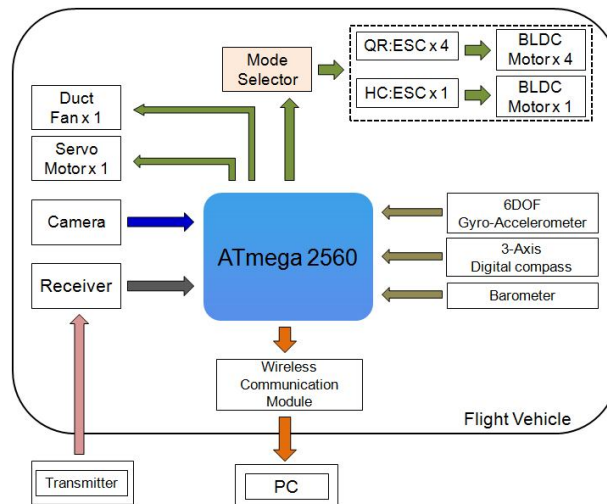 Mode
Selector
QR:ESC x 4
BLDC
Motor x 4
HC:ESC x 1
BLDC
Motor x 1
Duct
Fan x 1
Servo
Motor x 1
Camera
Receiver
ATmega 2560
6DOF
Gyro-Accelerometer
3-Axis
Digital compass
Barometer
Wireless
Communication
Module
Flight Vehicle
Transmitter
PC